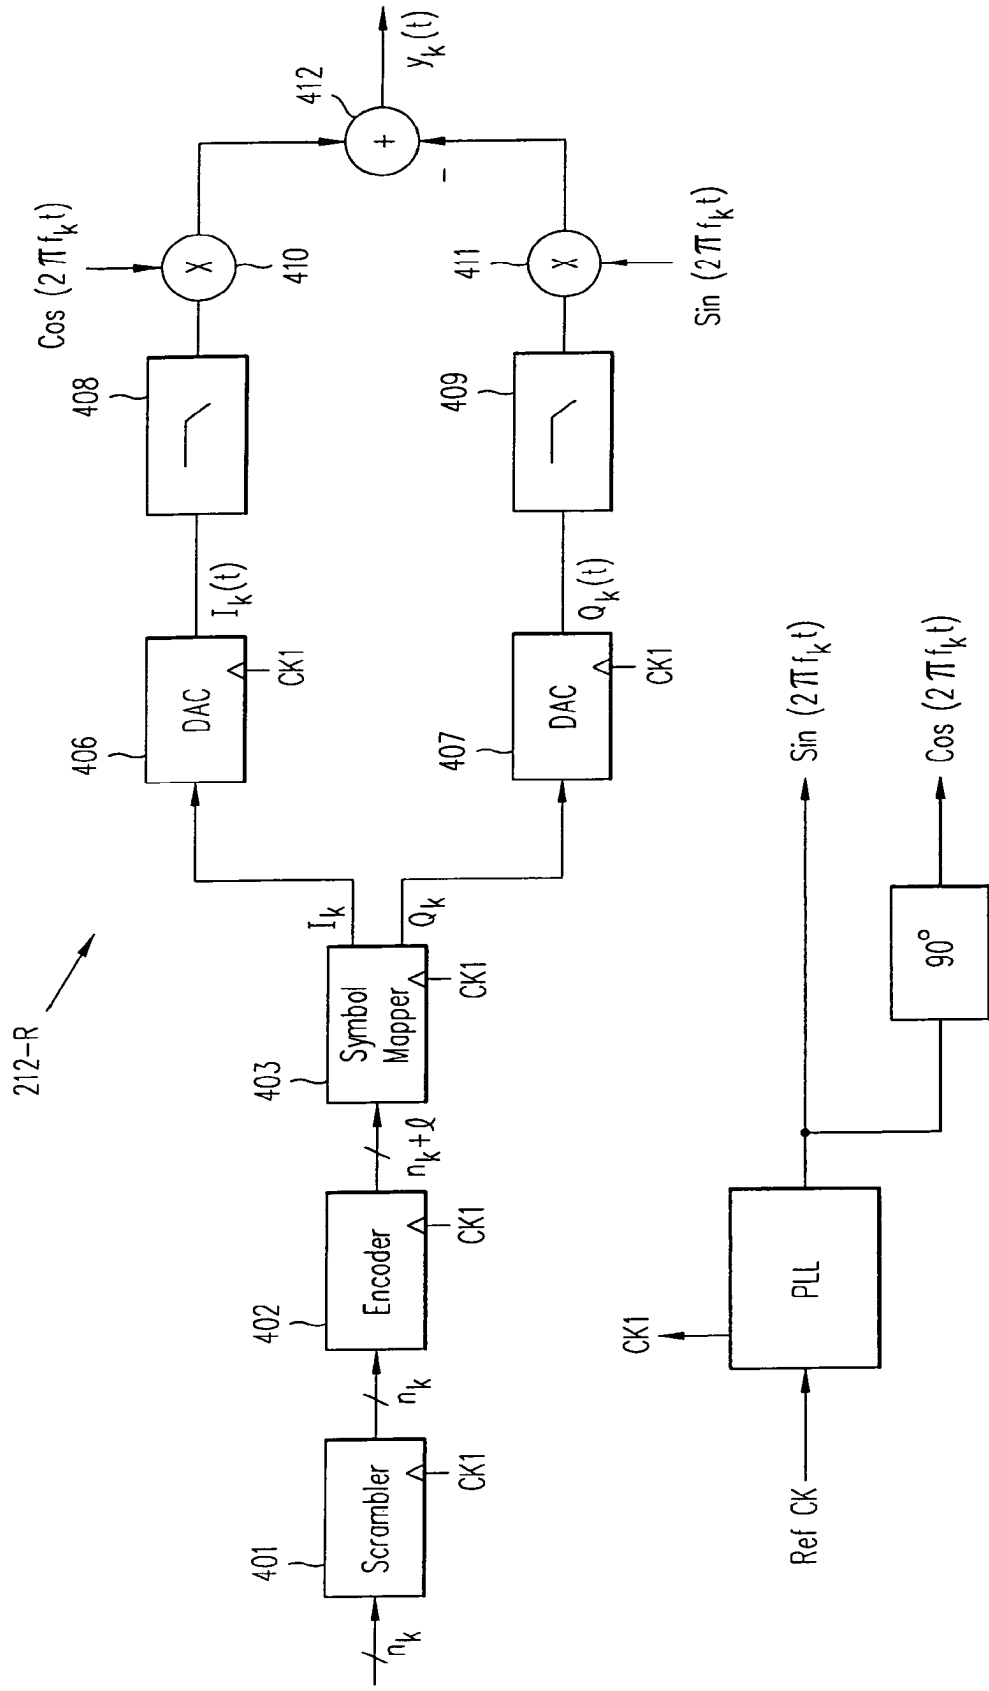 212-R
n_k
401
Scrambler
CK1
n_k
402
Encoder
CK1
n_k+ℓ
403
Symbol
Mapper
CK1
I_k
Q_k
406
DAC
CK1
I_k(t)
408
Cos (2πf_k t)
410
X
407
DAC
CK1
Q_k(t)
409
411
X
Sin (2πf_k t)
412
+
-
y_k(t)
Ref CK
CK1
PLL
90°
Sin (2πf_k t)
Cos (2πf_k t)